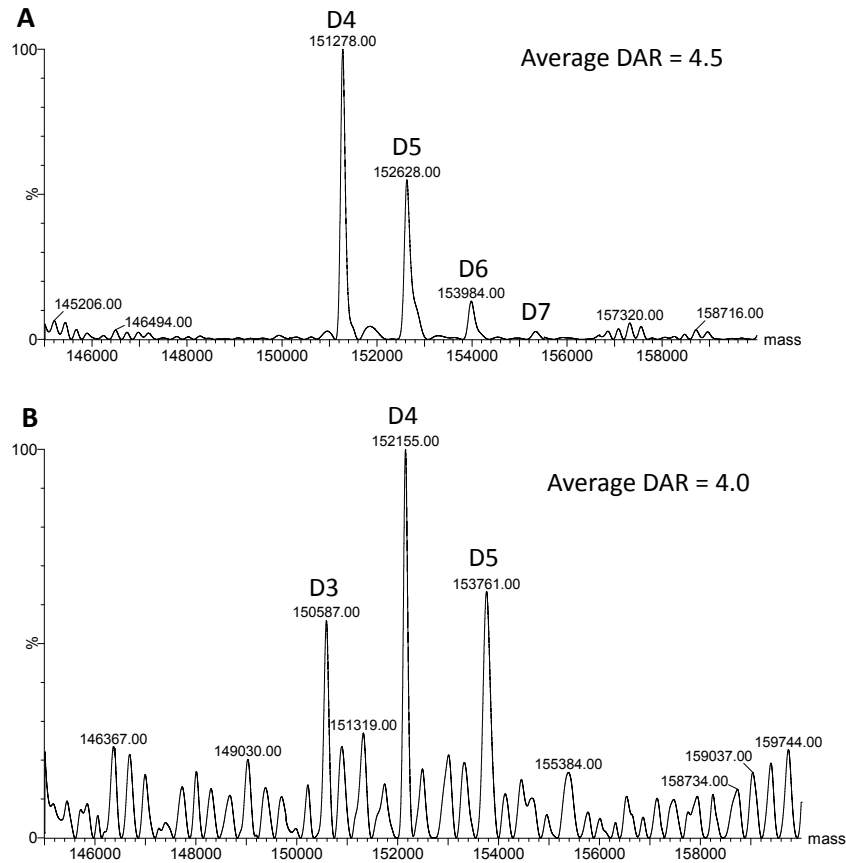 A
D4
151278.00
Average DAR = 4.5
100
D5
152628.00
%
D6
153984.00
D7
145206.00
146494.00
157320.00
158716.00
0
mass
146000 148000 150000 152000 154000 156000 158000
B
D4
152155.00
100
Average DAR = 4.0
D5
153761.00
D3
150587.00
%
151319.00
146367.00
149030.00
155384.00
159037.00
159744.00
158734.00
0
mass
146000 148000 150000 152000 154000 156000 158000